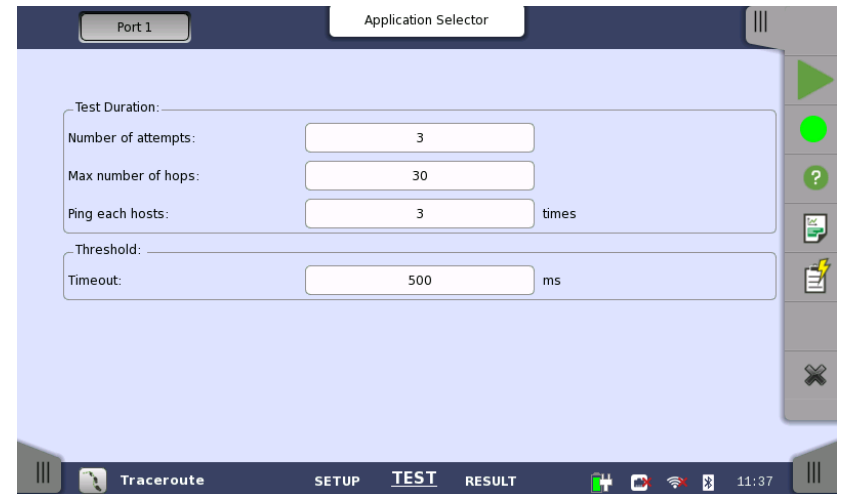 Port 1
Application Selector
Test Duration:
Number of attempts: 3
Max number of hops: 30
Ping each hosts: 3 times
Threshold:
Timeout: 500 ms
?
Traceroute SETUP TEST RESULT 11:37